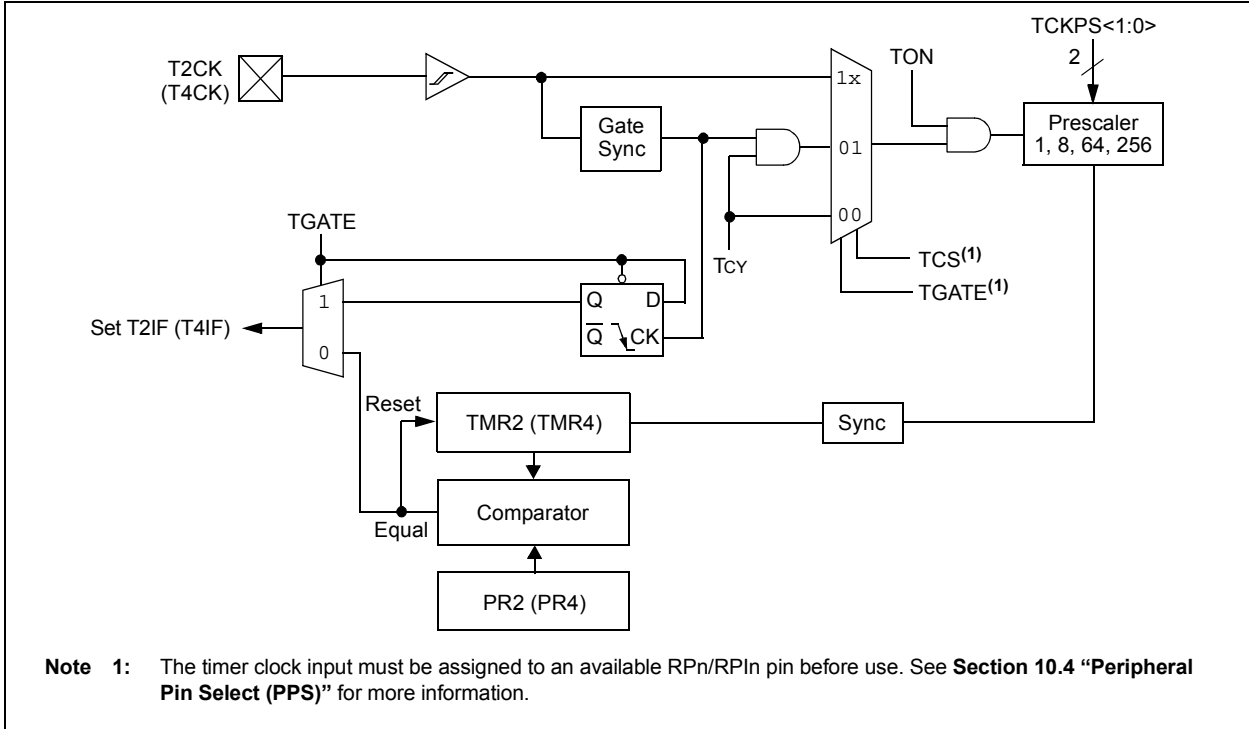 TCKPS<1:0>
2
T2CK
(T4CK)
TON
1x
Gate
Sync
Prescaler
1, 8, 64, 256
01
00
TGATE
TCY
TCS(1)
TGATE(1)
1
Q D
Set T2IF (T4IF)
Q CK
0
Reset
TMR2 (TMR4)
Sync
Comparator
Equal
PR2 (PR4)
Note 1: The timer clock input must be assigned to an available RPn/RPIn pin before use. See Section 10.4 “Peripheral
Pin Select (PPS)” for more information.